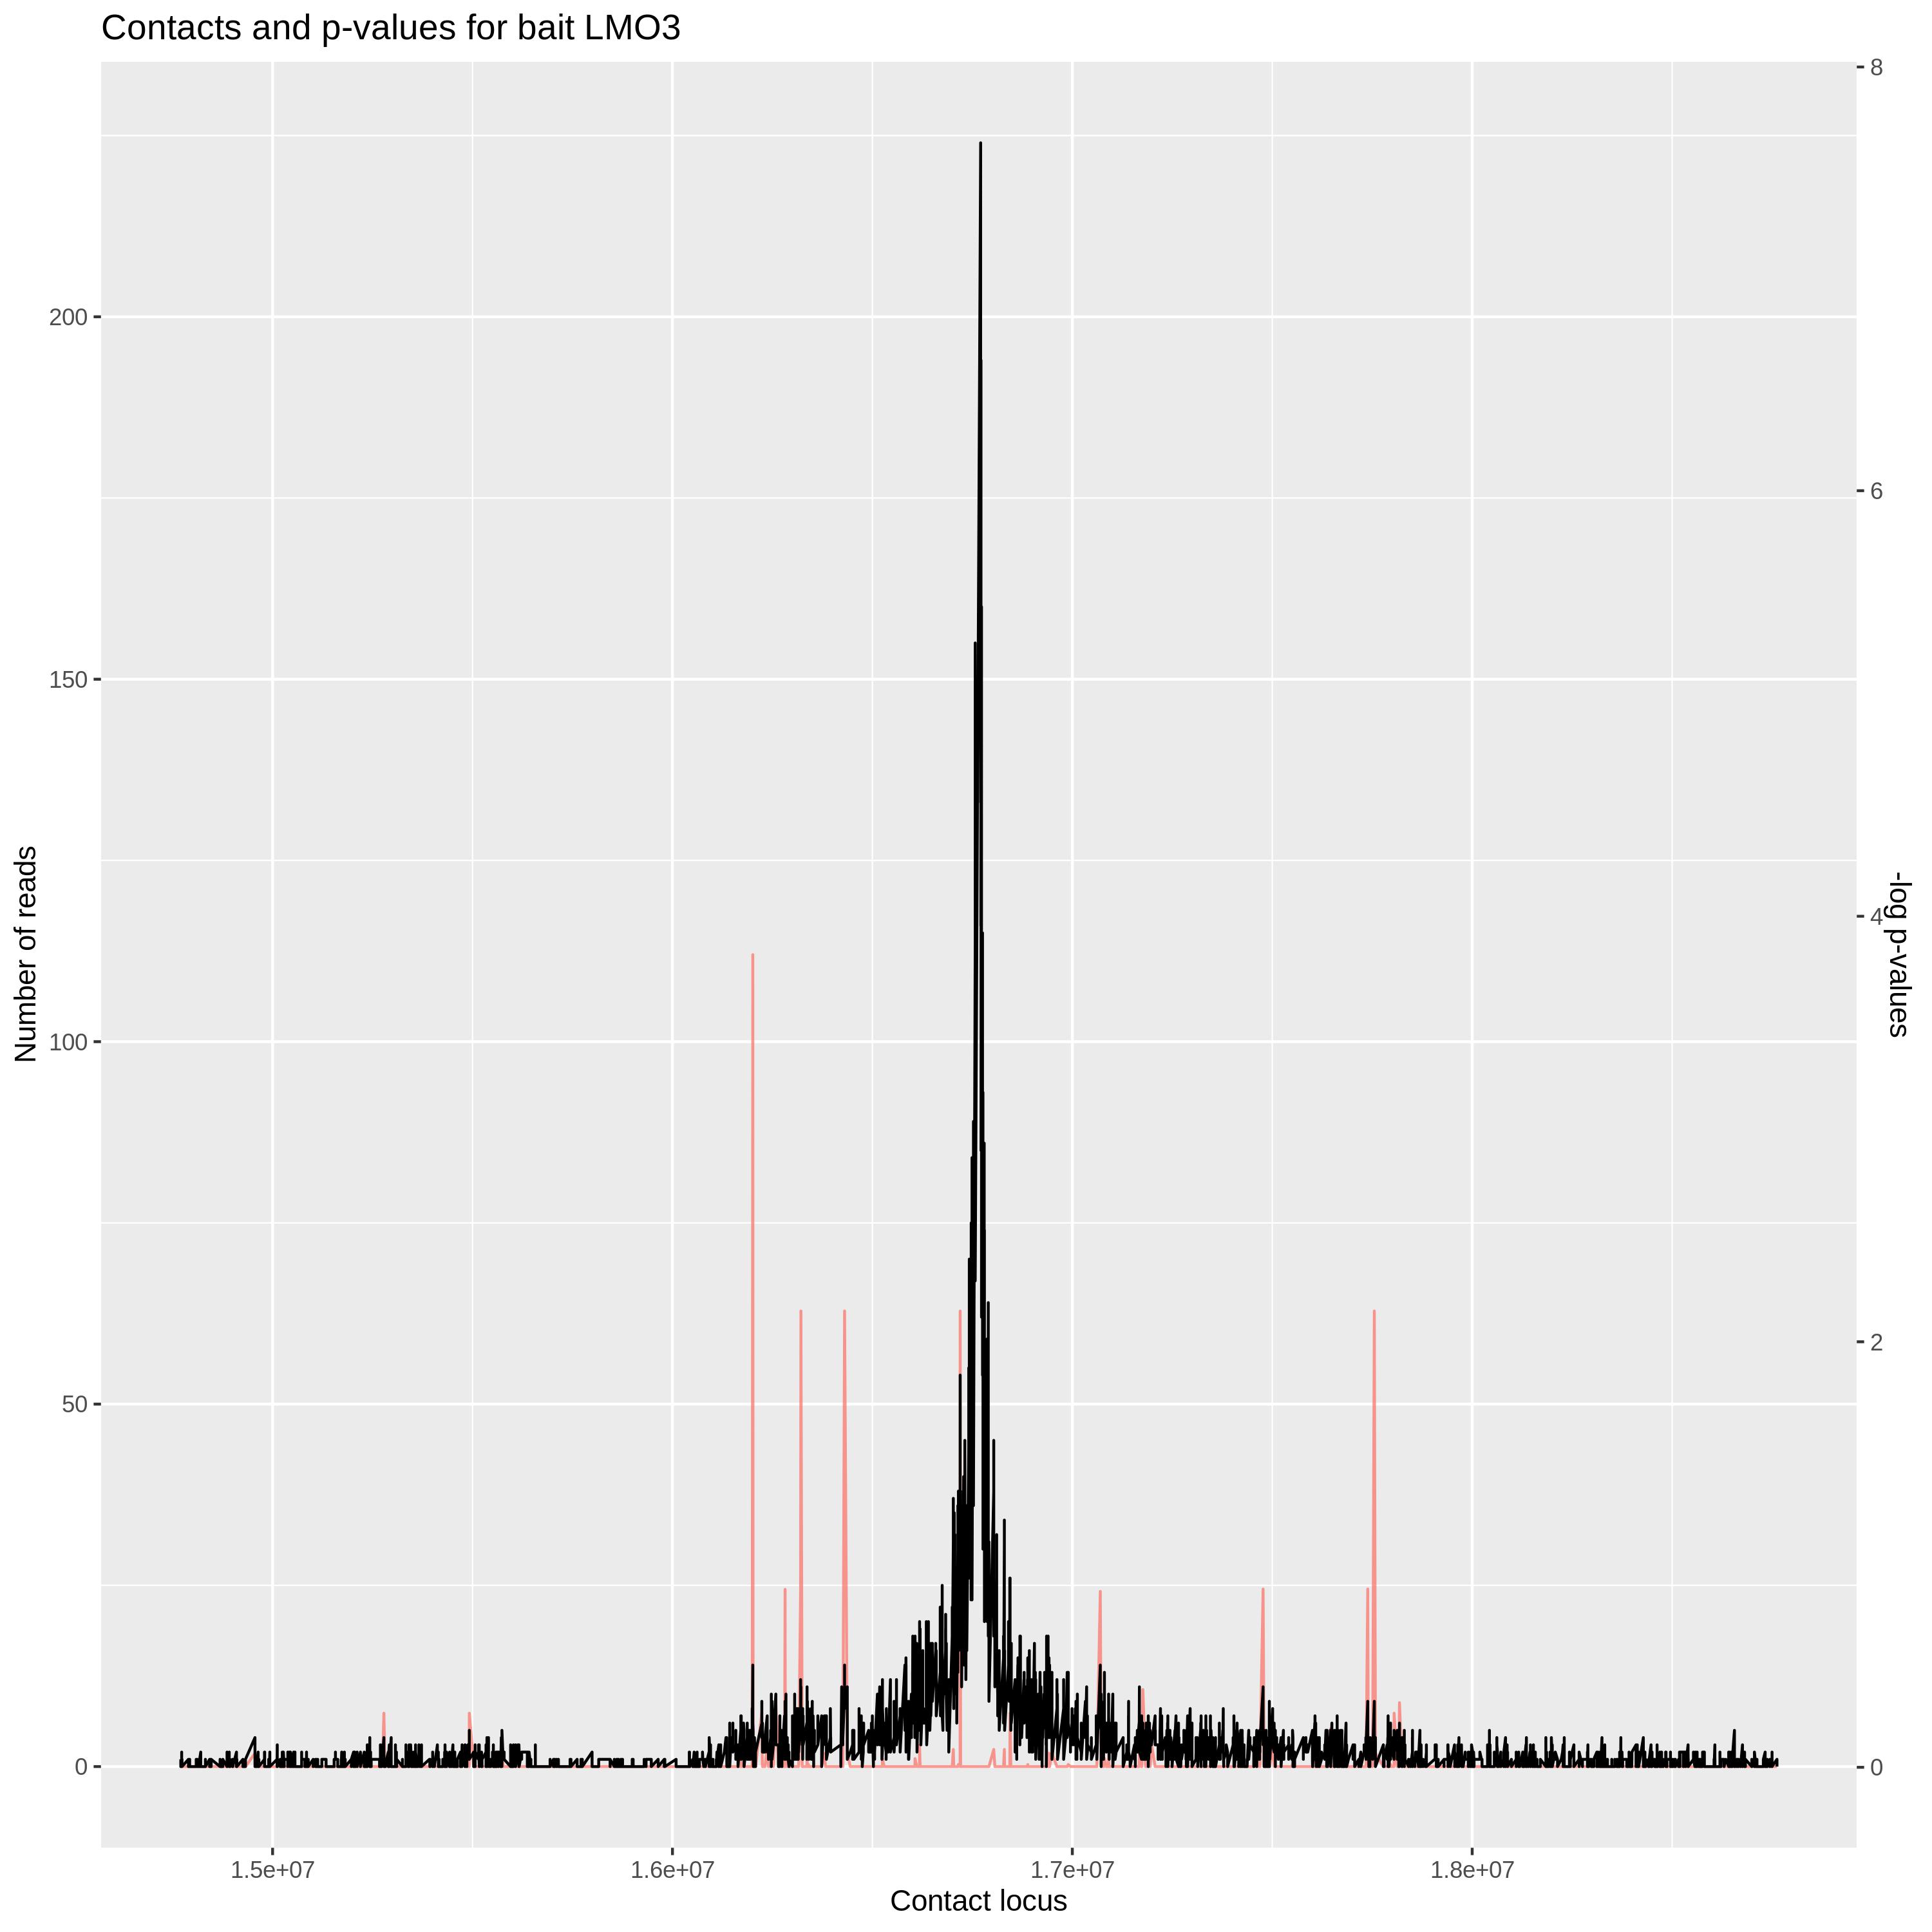 Contacts and p-values for bait LMO3
Number of reads
200
150
100
50
0
8
6
4
2
0
-log p-values
1.5e+07 1.6e+07 1.7e+07 1.8e+07
Contact locus